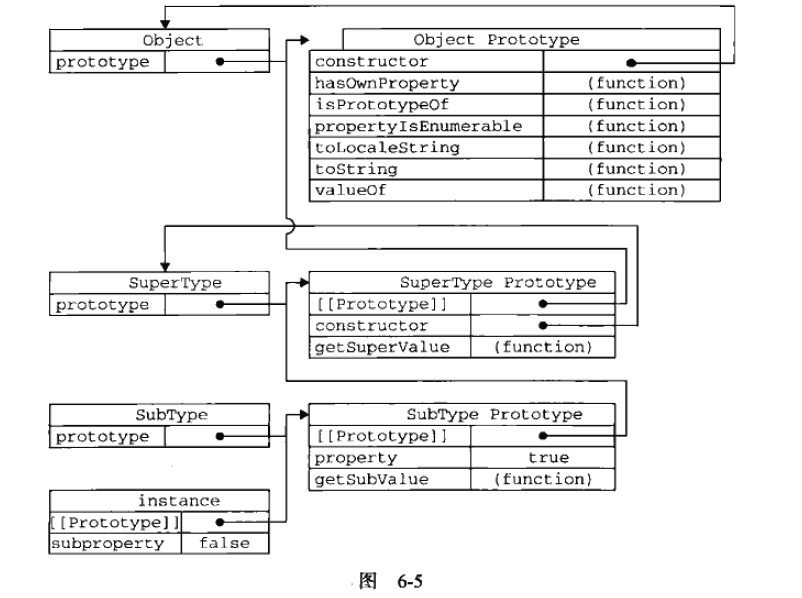 Object
prototype
Object Prototype
constructor
hasOwnProperty (function)
isPrototypeOf (function)
propertyIsEnumerable (function)
toLocaleString (function)
toString (function)
valueOf (function)
SuperType
prototype
SuperType Prototype
[[Prototype]]
constructor
getSuperValue (function)
SubType
prototype
SubType Prototype
[[Prototype]]
property true
getSubValue (function)
instance
[[Prototype]]
subproperty false
图 6-5